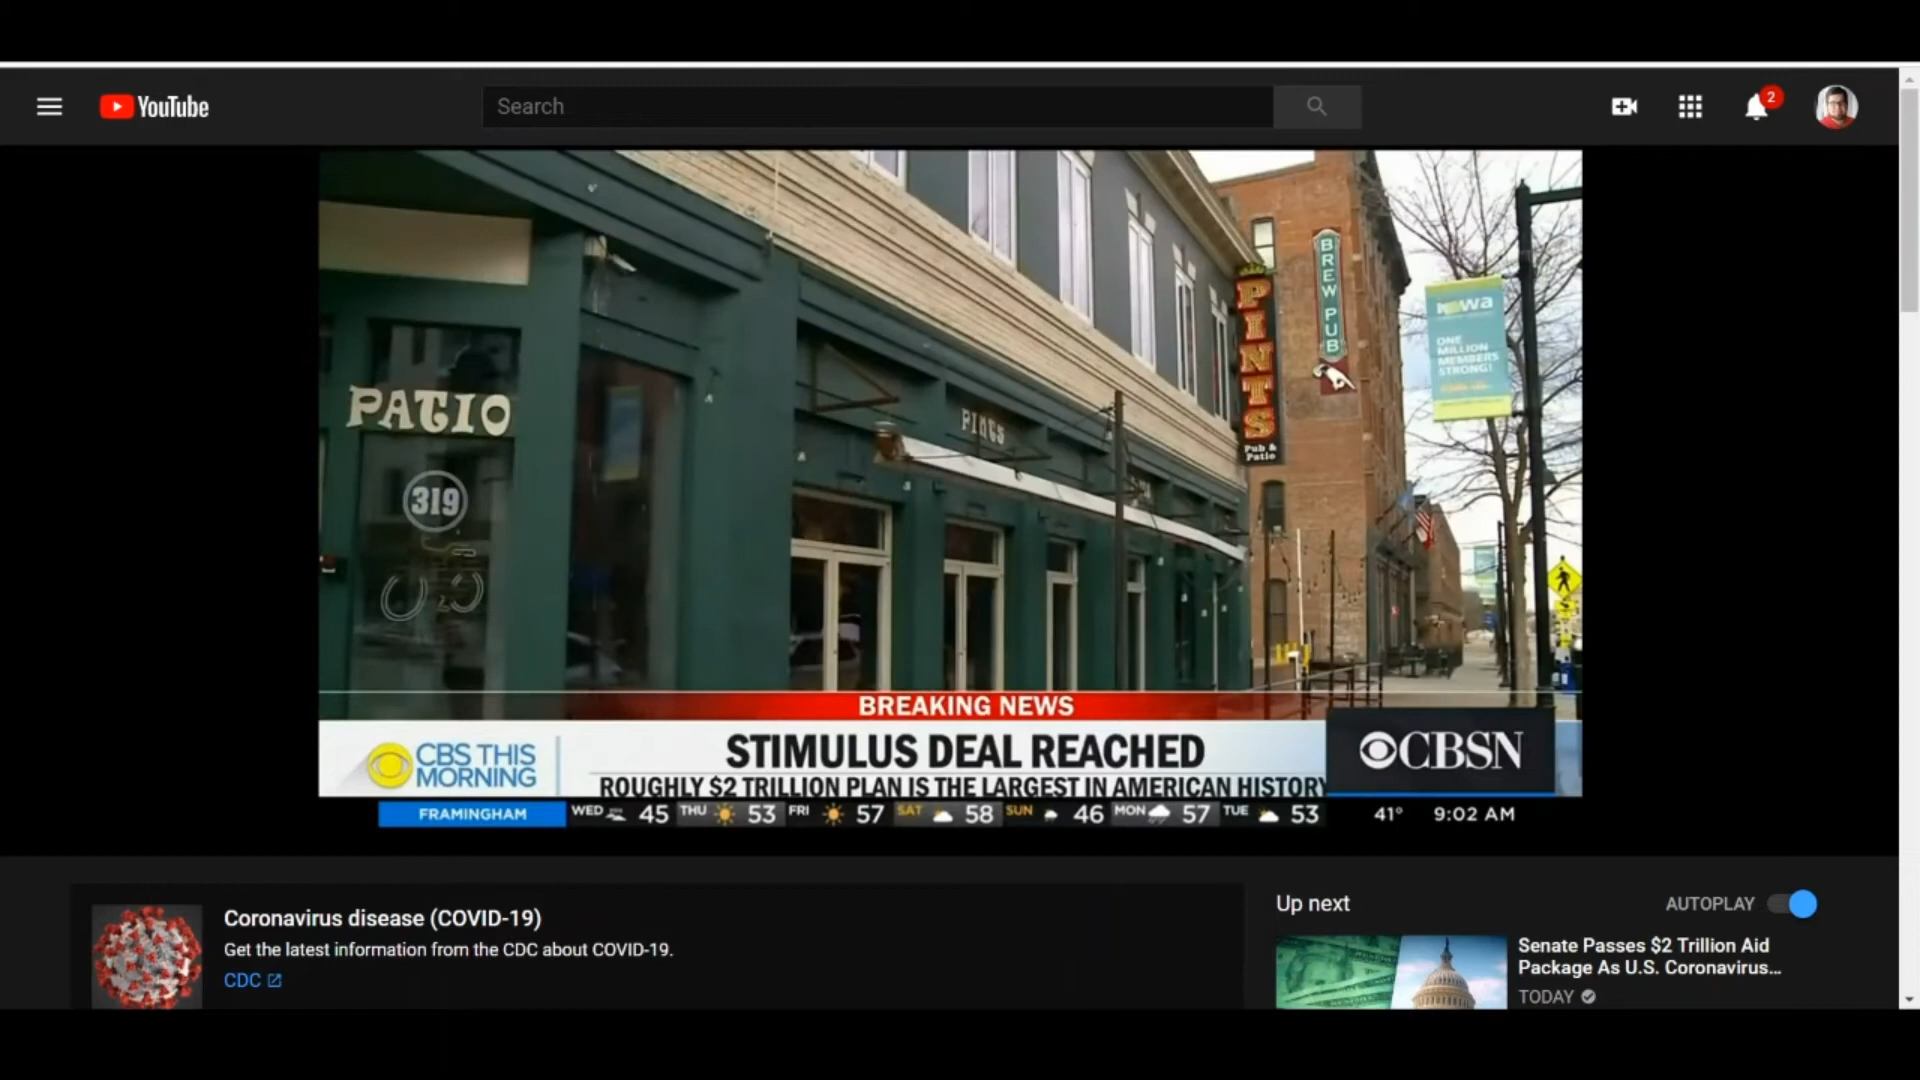 YouTube
Search
2
PATIO
319
PINTS
PINTS
Pub &
Patio
BREW PUB
ONE
MILLION
MEMBERS
STRONG!
BREAKING NEWS
CBS THIS
MORNING
STIMULUS DEAL REACHED
ROUGHLY $2 TRILLION PLAN IS THE LARGEST IN AMERICAN HISTORY
CBSN
FRAMINGHAM WED 45 THU 53 FRI 57 SAT 58 SUN 46 MON 57 TUE 53 41° 9:02 AM
Coronavirus disease (COVID-19)
Get the latest information from the CDC about COVID-19.
CDC
Up next
AUTOPLAY
Senate Passes $2 Trillion Aid
Package As U.S. Coronavirus...
TODAY